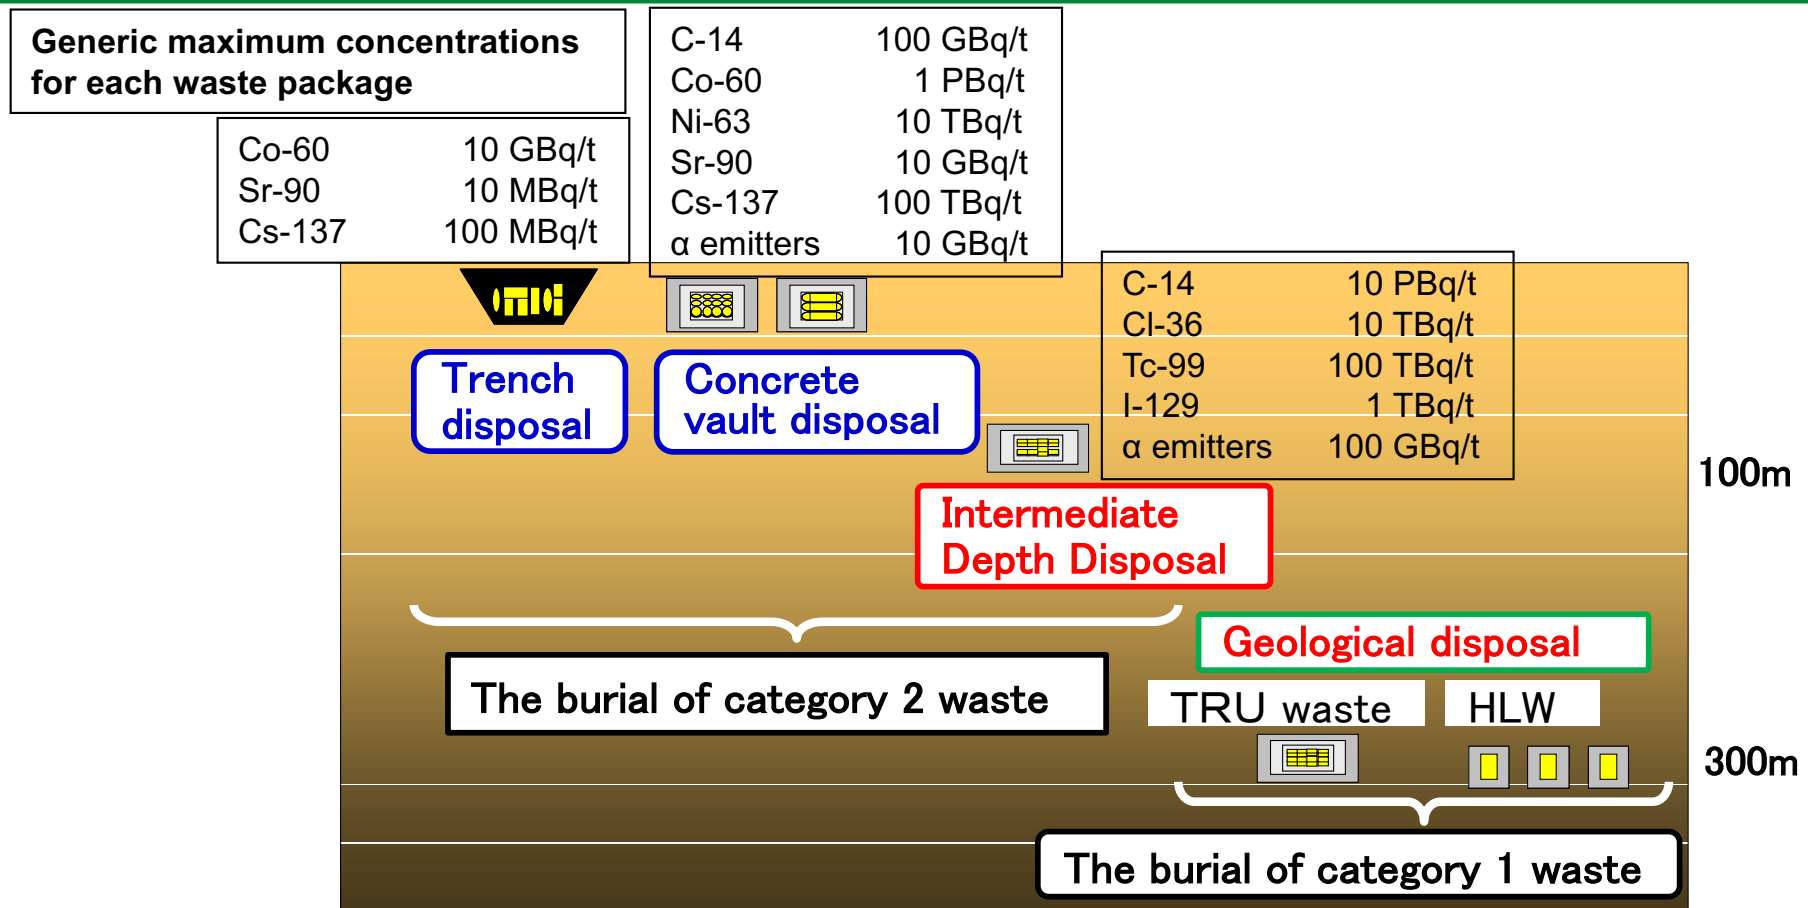 Generic maximum concentrations
for each waste package
Co-60 10 GBq/t
Sr-90 10 MBq/t
Cs-137 100 MBq/t
C-14 100 GBq/t
Co-60 1 PBq/t
Ni-63 10 TBq/t
Sr-90 10 GBq/t
Cs-137 100 TBq/t
α emitters 10 GBq/t
C-14 10 PBq/t
Cl-36 10 TBq/t
Tc-99 100 TBq/t
I-129 1 TBq/t
α emitters 100 GBq/t
Trench
disposal
Concrete
vault disposal
100m
Intermediate
Depth Disposal
Geological disposal
The burial of category 2 waste
TRU waste
HLW
300m
The burial of category 1 waste